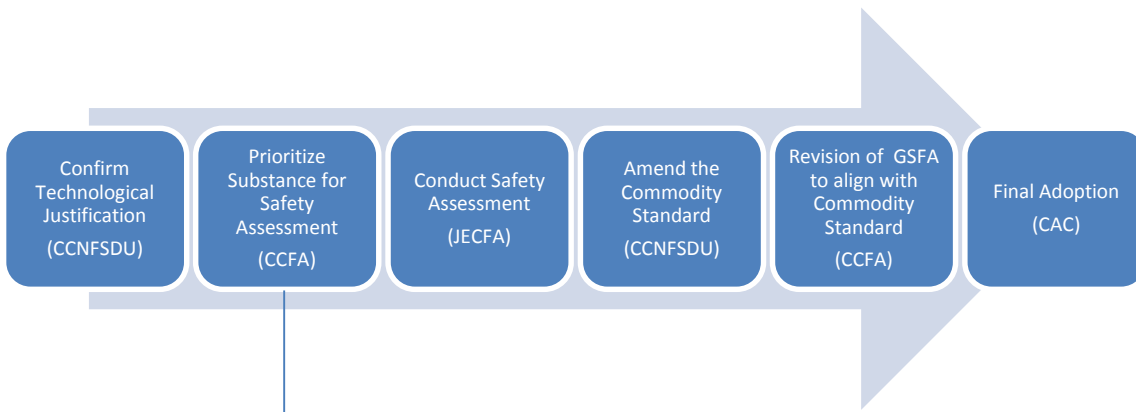 Confirm
Technological
Justification
(CCNFSDU)
Prioritize
Substance for
Safety
Assessment
(CCFA)
Conduct Safety
Assessment
(JECFA)
Amend the
Commodity
Standard
(CCNFSDU)
Revision of GSFA
to align with
Commodity
Standard
(CCFA)
Final Adoption
(CAC)